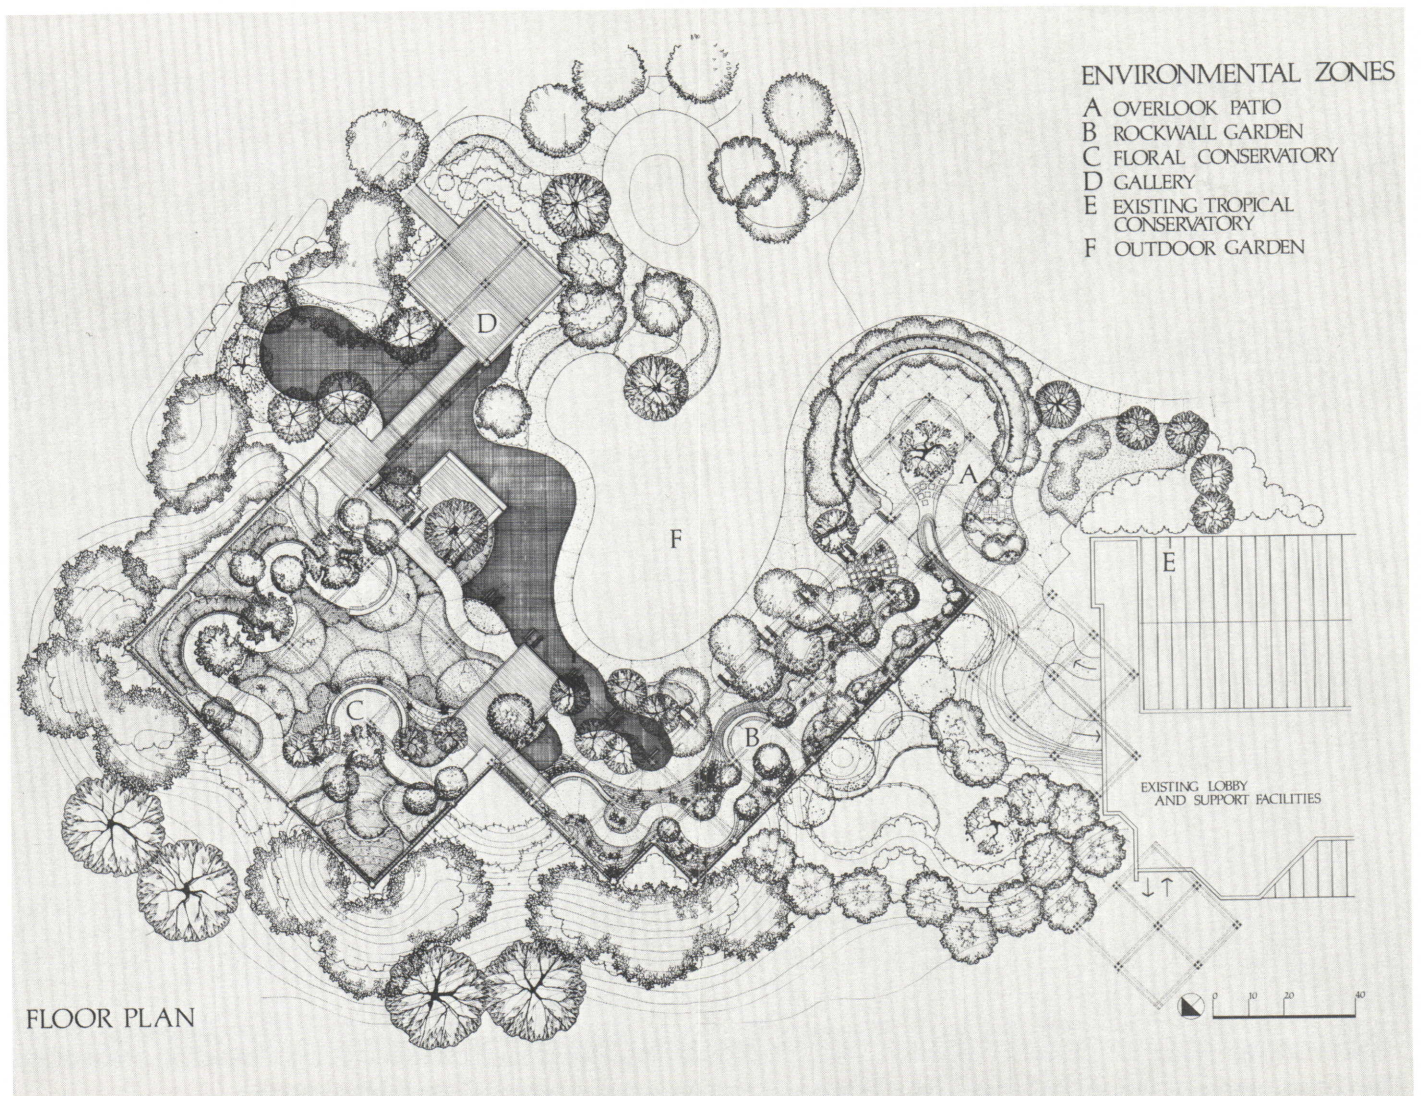 ENVIRONMENTAL ZONES
A OVERLOOK PATIO
B ROCKWALL GARDEN
C FLORAL CONSERVATORY
D GALLERY
E EXISTING TROPICAL
CONSERVATORY
F OUTDOOR GARDEN
D
A
F
E
C
B
EXISTING LOBBY
AND SUPPORT FACILITIES
FLOOR PLAN
0 10 20 40